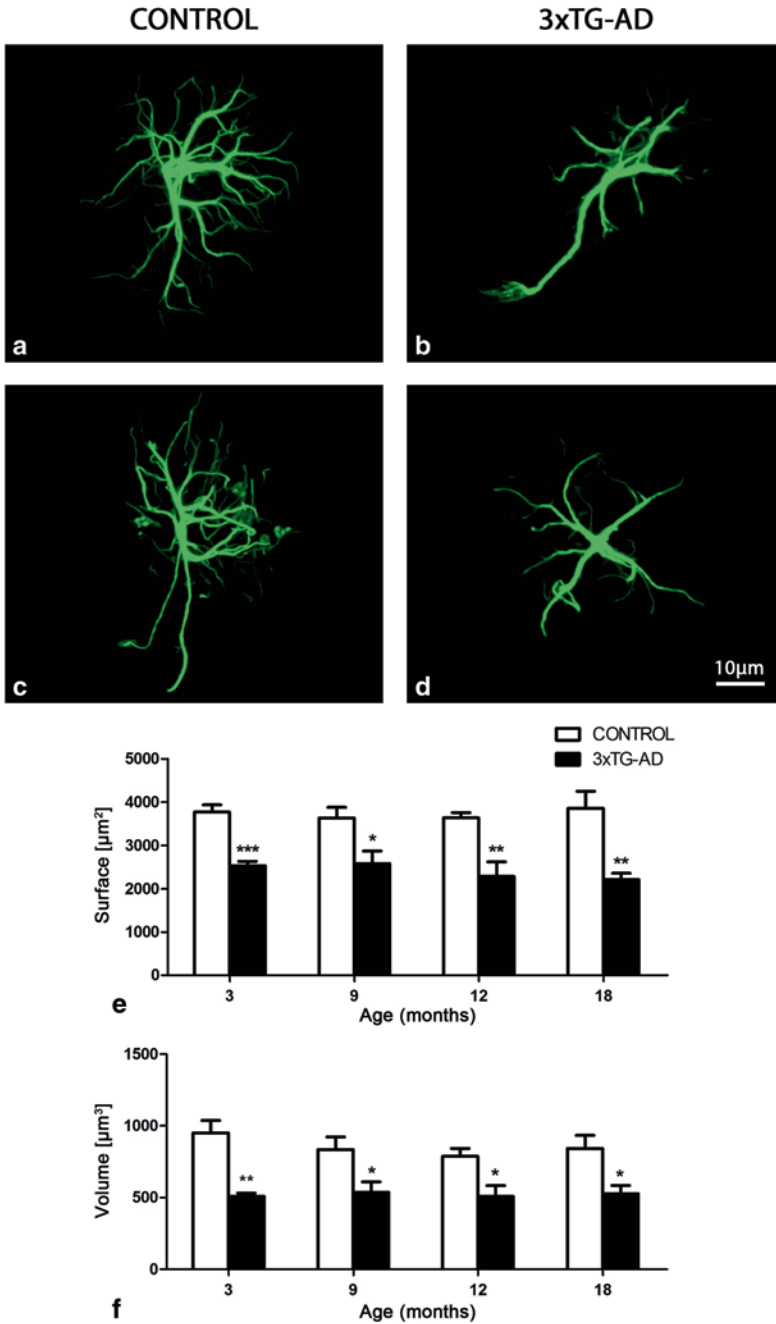 CONTROL
3xTG-AD
a
b
c
d
10µm
CONTROL
3xTG-AD
Surface [µm²]
5000
4000
3000
2000
1000
0
***
*
**
**
3
9
12
18
Age (months)
e
Volume [µm³]
1500
1000
500
0
**
*
*
*
3
9
12
18
Age (months)
f